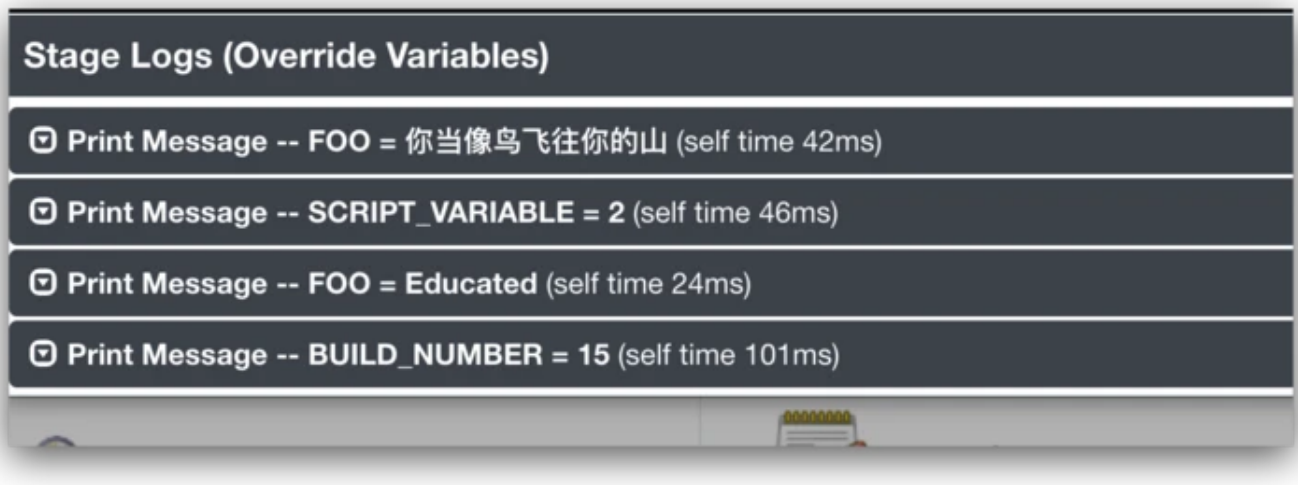 Stage Logs (Override Variables)
Print Message -- FOO = 你当像鸟飞往你的山 (self time 42ms)
Print Message -- SCRIPT_VARIABLE = 2 (self time 46ms)
Print Message -- FOO = Educated (self time 24ms)
Print Message -- BUILD_NUMBER = 15 (self time 101ms)